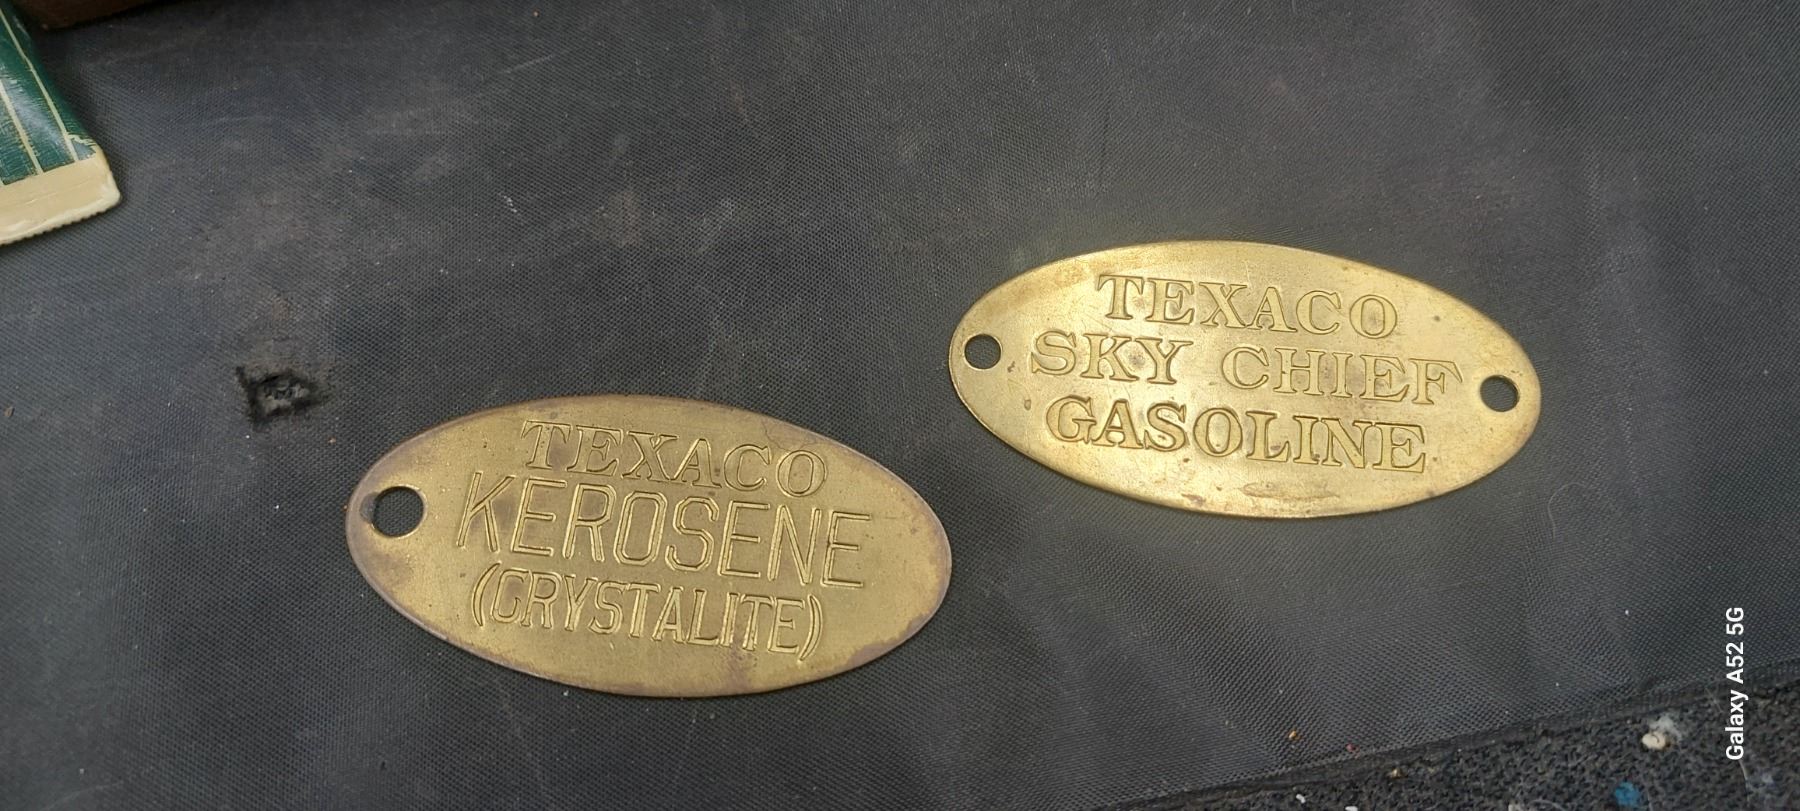 TEXACO
KEROSENE
(CRYSTALITE)
TEXACO
SKY CHIEF
GASOLINE
Galaxy A52 5G